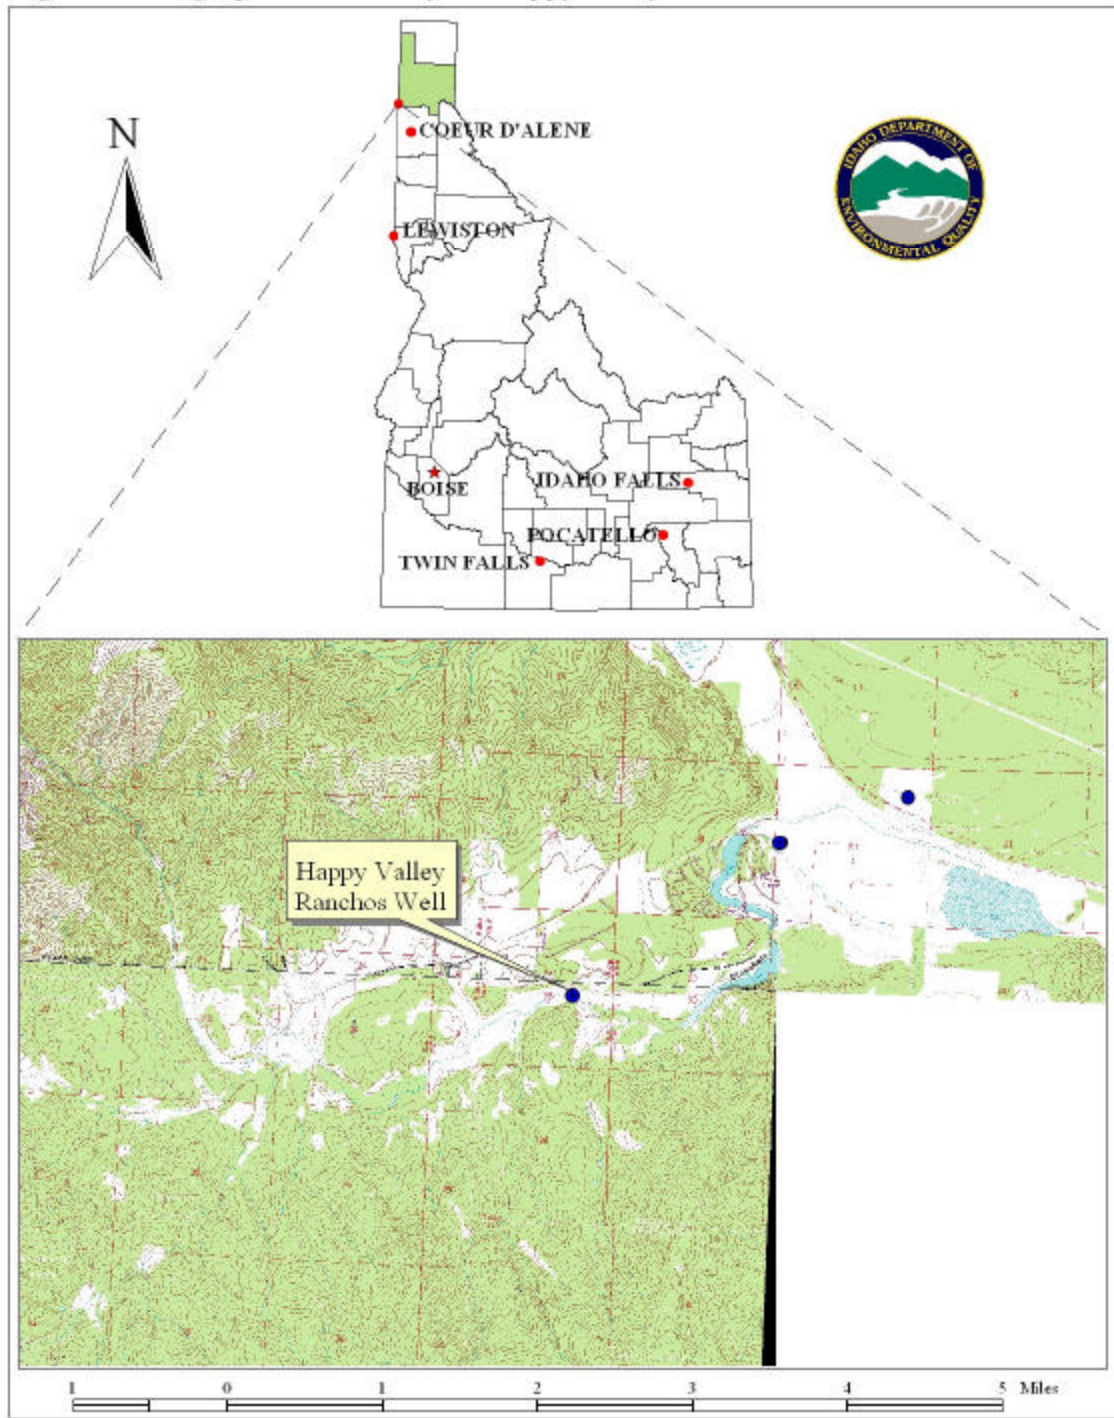 N
COEUR D'ALENE
IDAHO DEPARTMENT OF
ENVIRONMENTAL QUALITY
LEWISTON
IDAHO FALLS
BOISE
POCATELLO
TWIN FALLS
Happy Valley
Ranchos Well
1 0 1 2 3 4 5 Miles